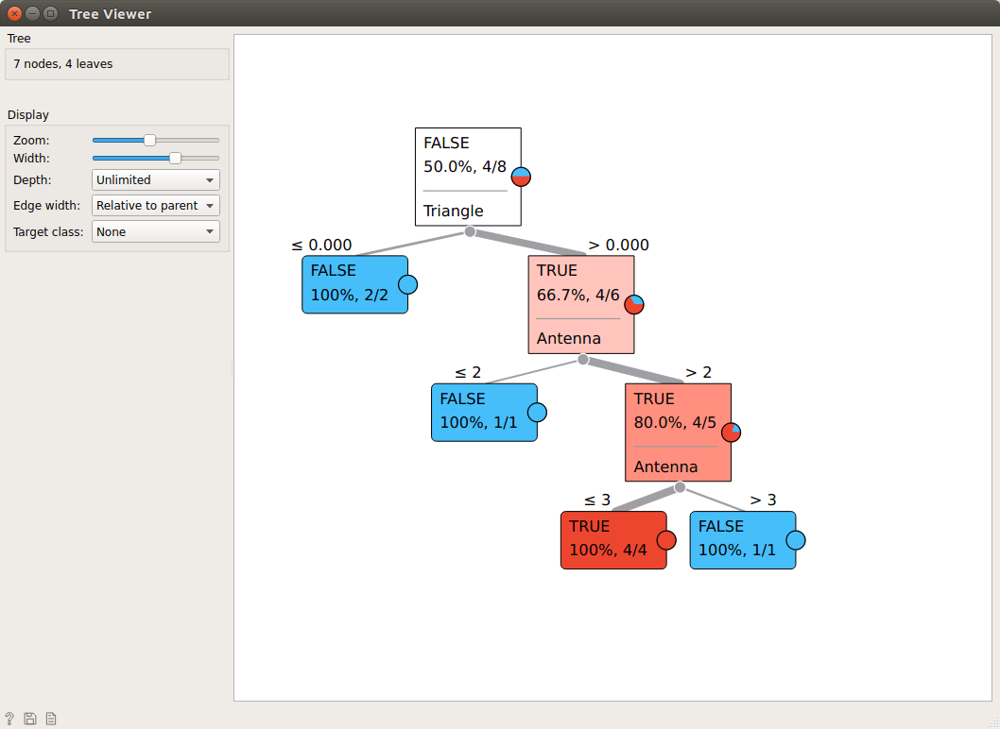 Tree Viewer
Tree
7 nodes, 4 leaves
Display
Zoom:
Width:
Depth: Unlimited
Edge width: Relative to parent
Target class: None
FALSE
50.0%, 4/8
Triangle
≤ 0.000
> 0.000
FALSE
100%, 2/2
TRUE
66.7%, 4/6
Antenna
≤ 2
> 2
FALSE
100%, 1/1
TRUE
80.0%, 4/5
Antenna
≤ 3
> 3
TRUE
100%, 4/4
FALSE
100%, 1/1